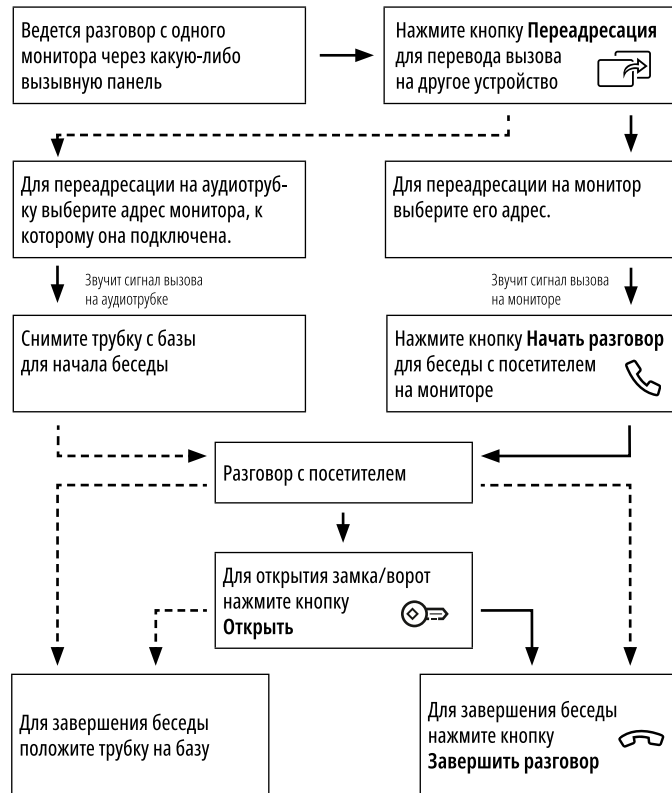 Ведется разговор с одного
монитора через какую-либо
вызывную панель
Нажмите кнопку Переадресация
для перевода вызова
на другое устройство
Для переадресации на аудиотруб-
ку выберите адрес монитора, к
которому она подключена.
Для переадресации на монитор
выберите его адрес.
Звучит сигнал вызова
на аудиотрубке
Звучит сигнал вызова
на мониторе
Снимите трубку с базы
для начала беседы
Нажмите кнопку Начать разговор
для беседы с посетителем
на мониторе
Разговор с посетителем
Для открытия замка/ворот
нажмите кнопку
Открыть
Для завершения беседы
положите трубку на базу
Для завершения беседы
нажмите кнопку
Завершить разговор